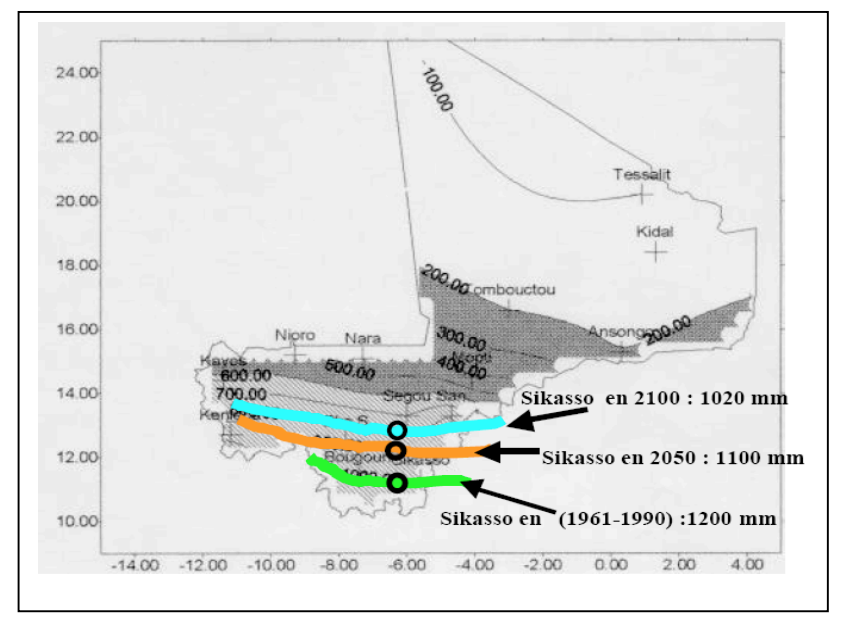 24.00
22.00
20.00
18.00
16.00
14.00
12.00
10.00
-14.00 -12.00 -10.00 -8.00 -6.00 -4.00 -2.00 0.00 2.00 4.00
100.00
Tessalit
Kidal
200.00
Tombouctou
300.00
Ansongo
200.00
Nioro
Nara
Mopti
400.00
500.00
Kayes
600.00
700.00
Segou San
Bougouni
Sikasso
Sikasso en 2100 : 1020 mm
Sikasso en 2050 : 1100 mm
Sikasso en (1961-1990) :1200 mm